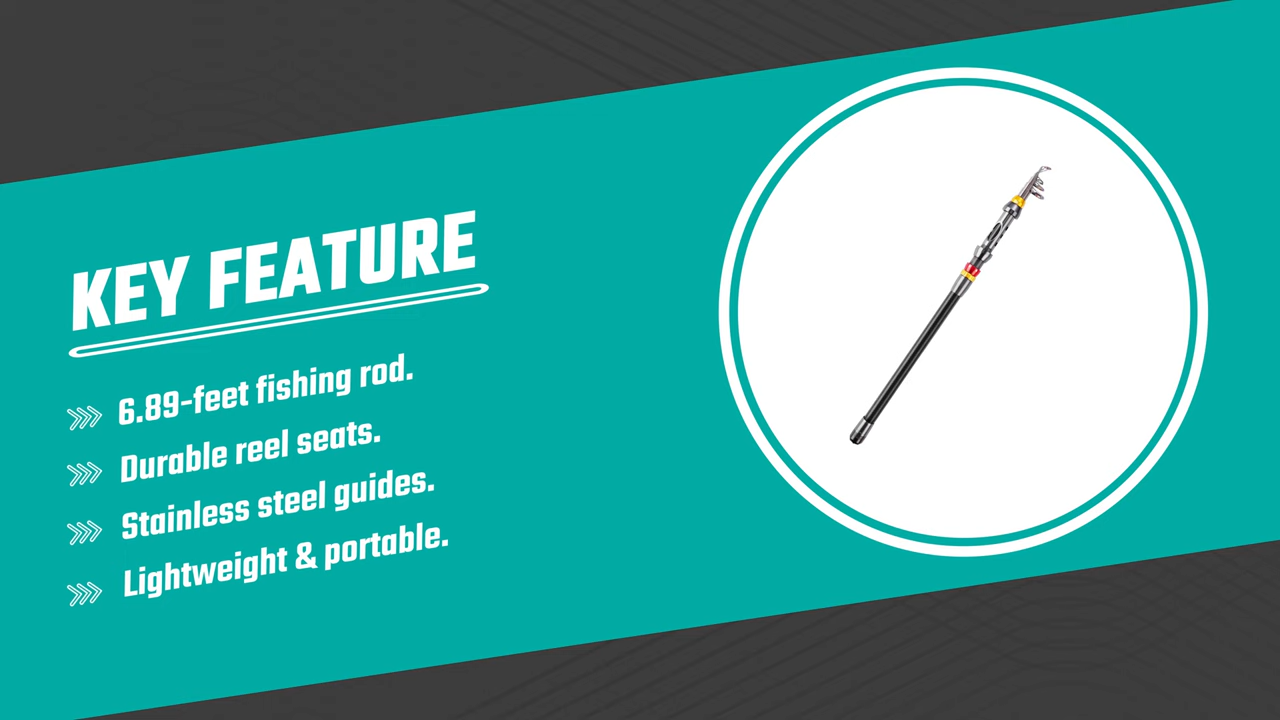 KEY FEATURE
6.89-feet fishing rod.
Durable reel seats.
Stainless steel guides.
Lightweight & portable.